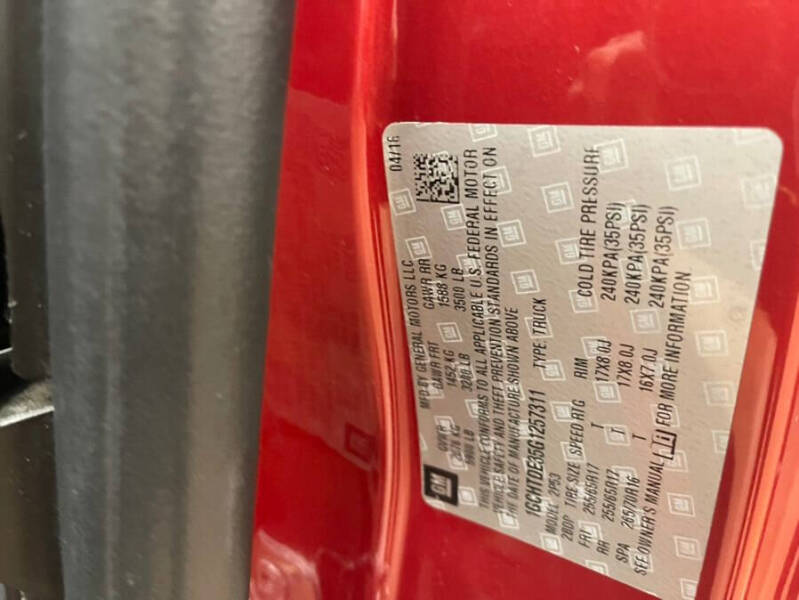 GM
MFD BY GENERAL MOTORS LLC 04/16
GVWR GAWR FRT GAWR RR
KG 1452 KG 1588 KG
LB 3200 LB 3500 LB
THIS VEHICLE CONFORMS TO ALL APPLICABLE U.S. FEDERAL MOTOR
VEHICLE SAFETY AND THEFT PREVENTION STANDARDS IN EFFECT ON
THE DATE OF MANUFACTURE SHOWN ABOVE
1GCHTDE35G1257311 TYPE: TRUCK
MODEL: 2P53
TIRE SIZE SPEED RTG RIM COLD TIRE PRESSURE
FRT 255/65R17 T 17X8.0J 240KPA(35PSI)
RR 255/65R17 T 17X8.0J 240KPA(35PSI)
SPA 265/70R16 T 16X7.0J 240KPA(35PSI)
SEE OWNER'S MANUAL FOR MORE INFORMATION